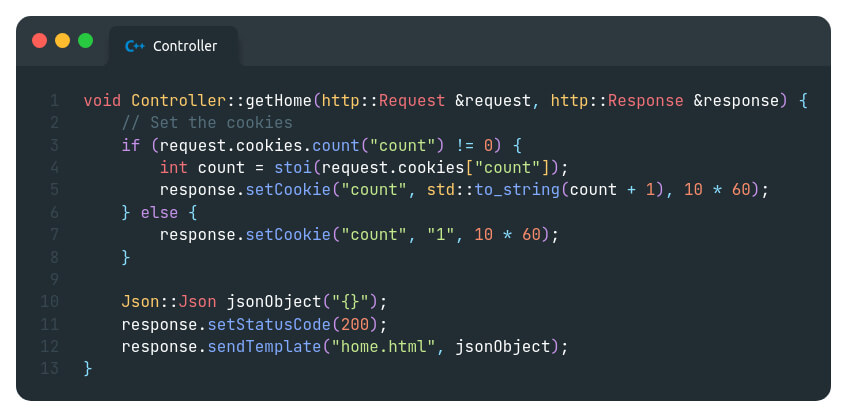 C++ Controller
1 void Controller::getHome(http::Request &request, http::Response &response) {
2     // Set the cookies
3     if (request.cookies.count("count") != 0) {
4         int count = stoi(request.cookies["count"]);
5         response.setCookie("count", std::to_string(count + 1), 10 * 60);
6     } else {
7         response.setCookie("count", "1", 10 * 60);
8     }
9
10     Json::Json jsonObject("{}");
11     response.setStatusCode(200);
12     response.sendTemplate("home.html", jsonObject);
13 }